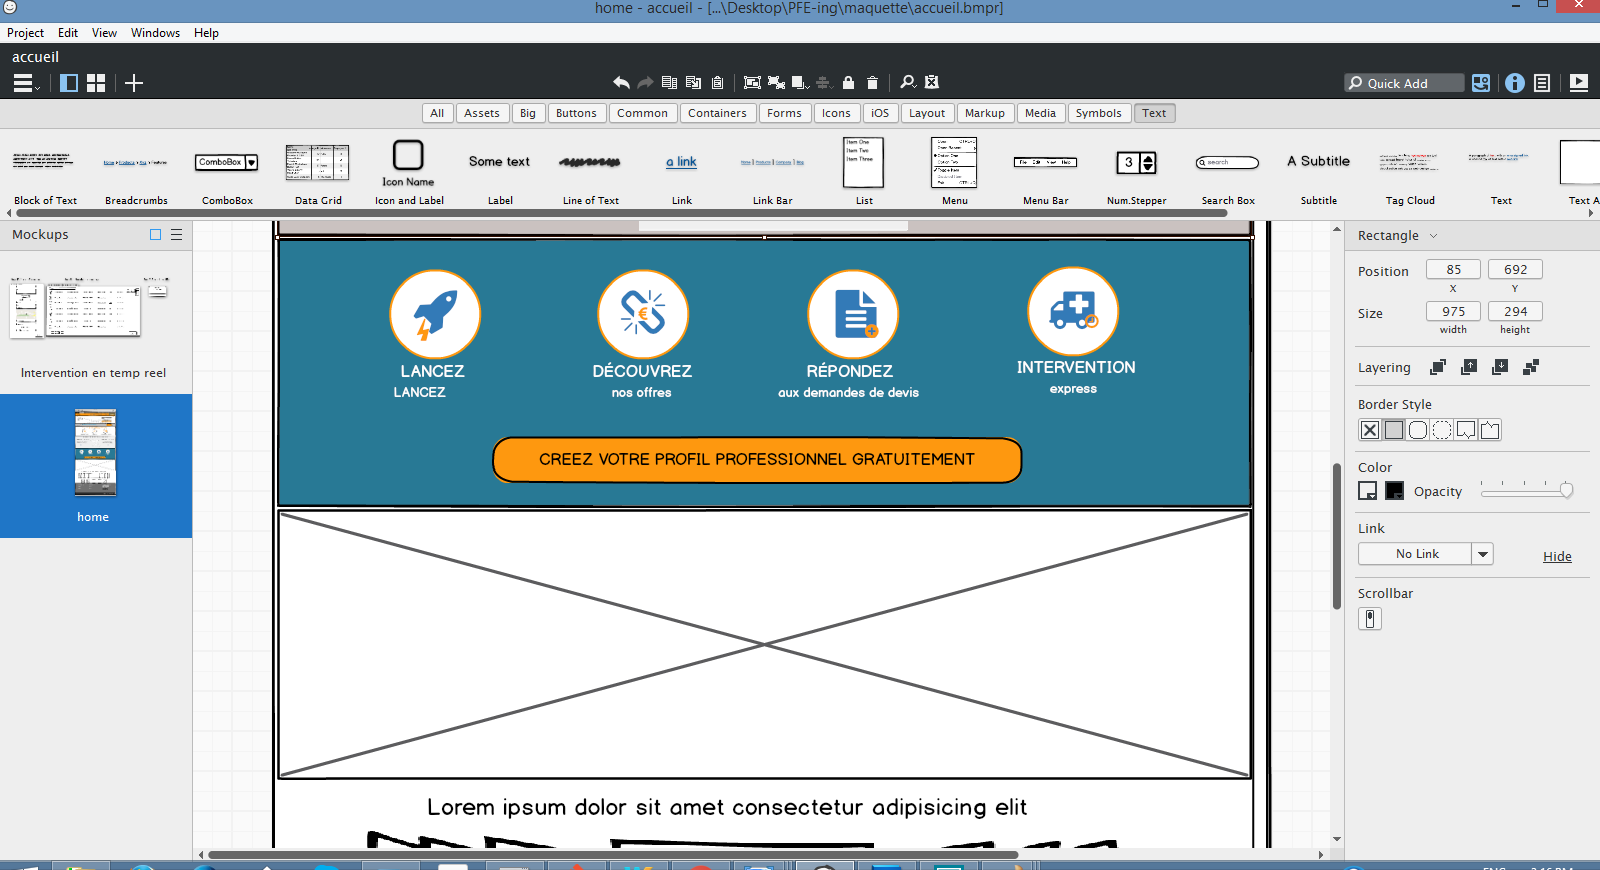 home - accueil - [...\Desktop\PFE-ing\maquette\accueil.bmpr]
Project Edit View Windows Help
accueil
Quick Add
All Assets Big Buttons Common Containers Forms Icons iOS Layout Markup Media Symbols Text
ComboBox
Icon Name
Some text
a link
Item One
Item Two
Item Three
3
search
A Subtitle
Block of Text Breadcrumbs ComboBox Data Grid Icon and Label Label Line of Text Link Link Bar List Menu Menu Bar Num.Stepper Search Box Subtitle Tag Cloud Text Text A
Mockups
Intervention en temp reel
home
LANCEZ
LANCEZ
DÉCOUVREZ
nos offres
RÉPONDEZ
aux demandes de devis
INTERVENTION
express
CREEZ VOTRE PROFIL PROFESSIONNEL GRATUITEMENT
Lorem ipsum dolor sit amet consectetur adipisicing elit
Rectangle
Position 85 692
X Y
Size 975 294
width height
Layering
Border Style
Color
Opacity
Link
No Link Hide
Scrollbar